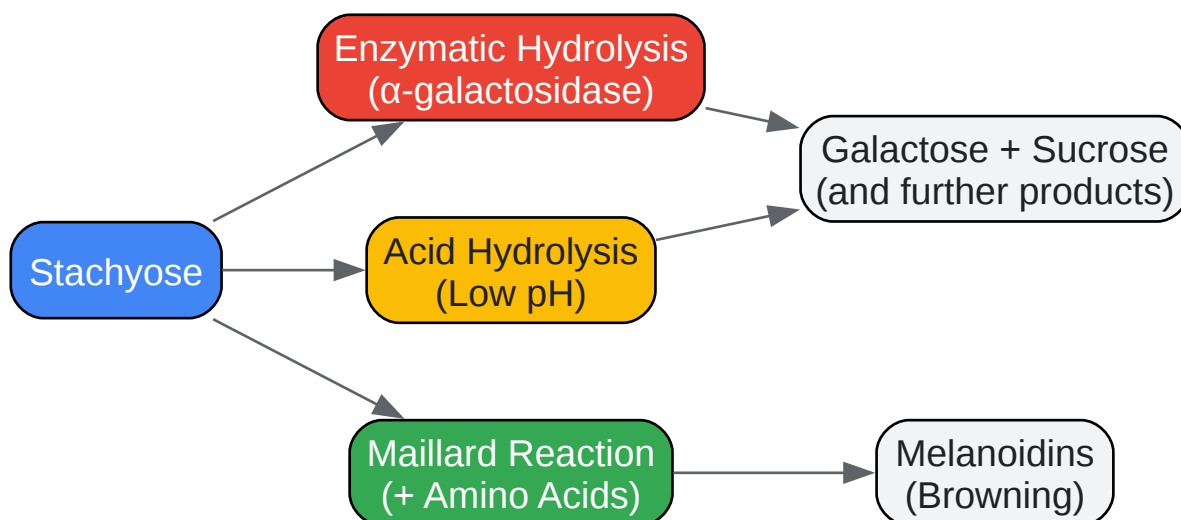 Enzymatic Hydrolysis
(α-galactosidase)
Galactose + Sucrose
(and further products)
Stachyose
Acid Hydrolysis
(Low pH)
Maillard Reaction
(+ Amino Acids)
Melanoidins
(Browning)